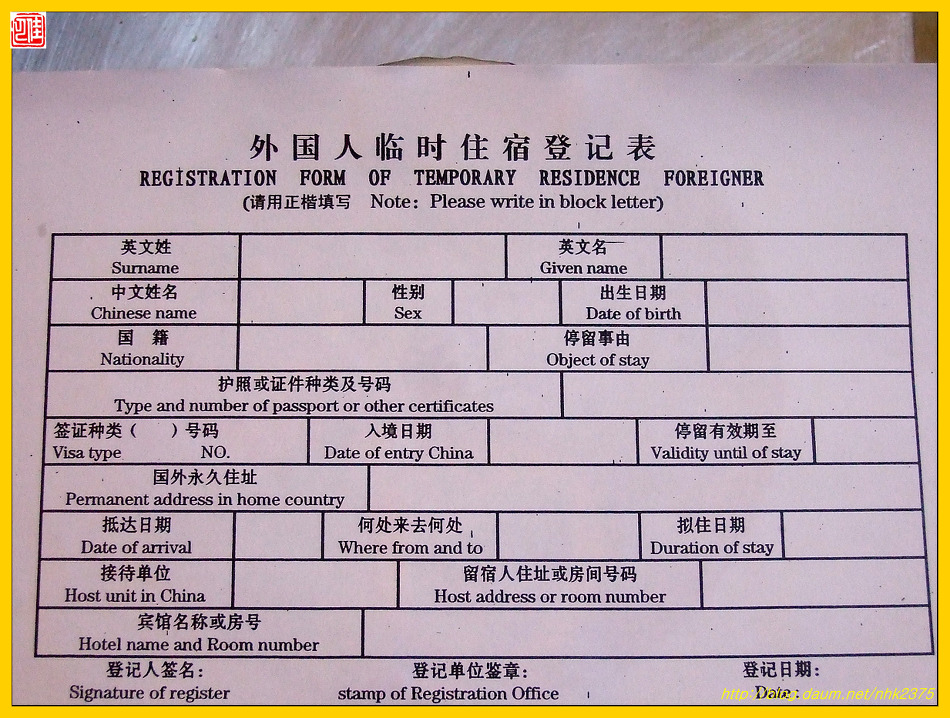 外国人临时住宿登记表
REGISTRATION FORM OF TEMPORARY RESIDENCE FOREIGNER
(请用正楷填写 Note: Please write in block letter)
英文姓 英文名
Surname Given name
中文姓名 性别 出生日期
Chinese name Sex Date of birth
国 籍 停留事由
Nationality Object of stay
护照或证件种类及号码
Type and number of passport or other certificates
签证种类 ( ) 号码 入境日期 停留有效期至
Visa type NO. Date of entry China Validity until of stay
国外永久住址
Permanent address in home country
抵达日期 何处来去何处 拟住日期
Date of arrival Where from and to Duration of stay
接待单位 留宿人住址或房间号码
Host unit in China Host address or room number
宾馆名称或房号
Hotel name and Room number
登记人签名: 登记单位鉴章: 登记日期:
Signature of register stamp of Registration Office Date:
http://blog.daum.net/nhk2375